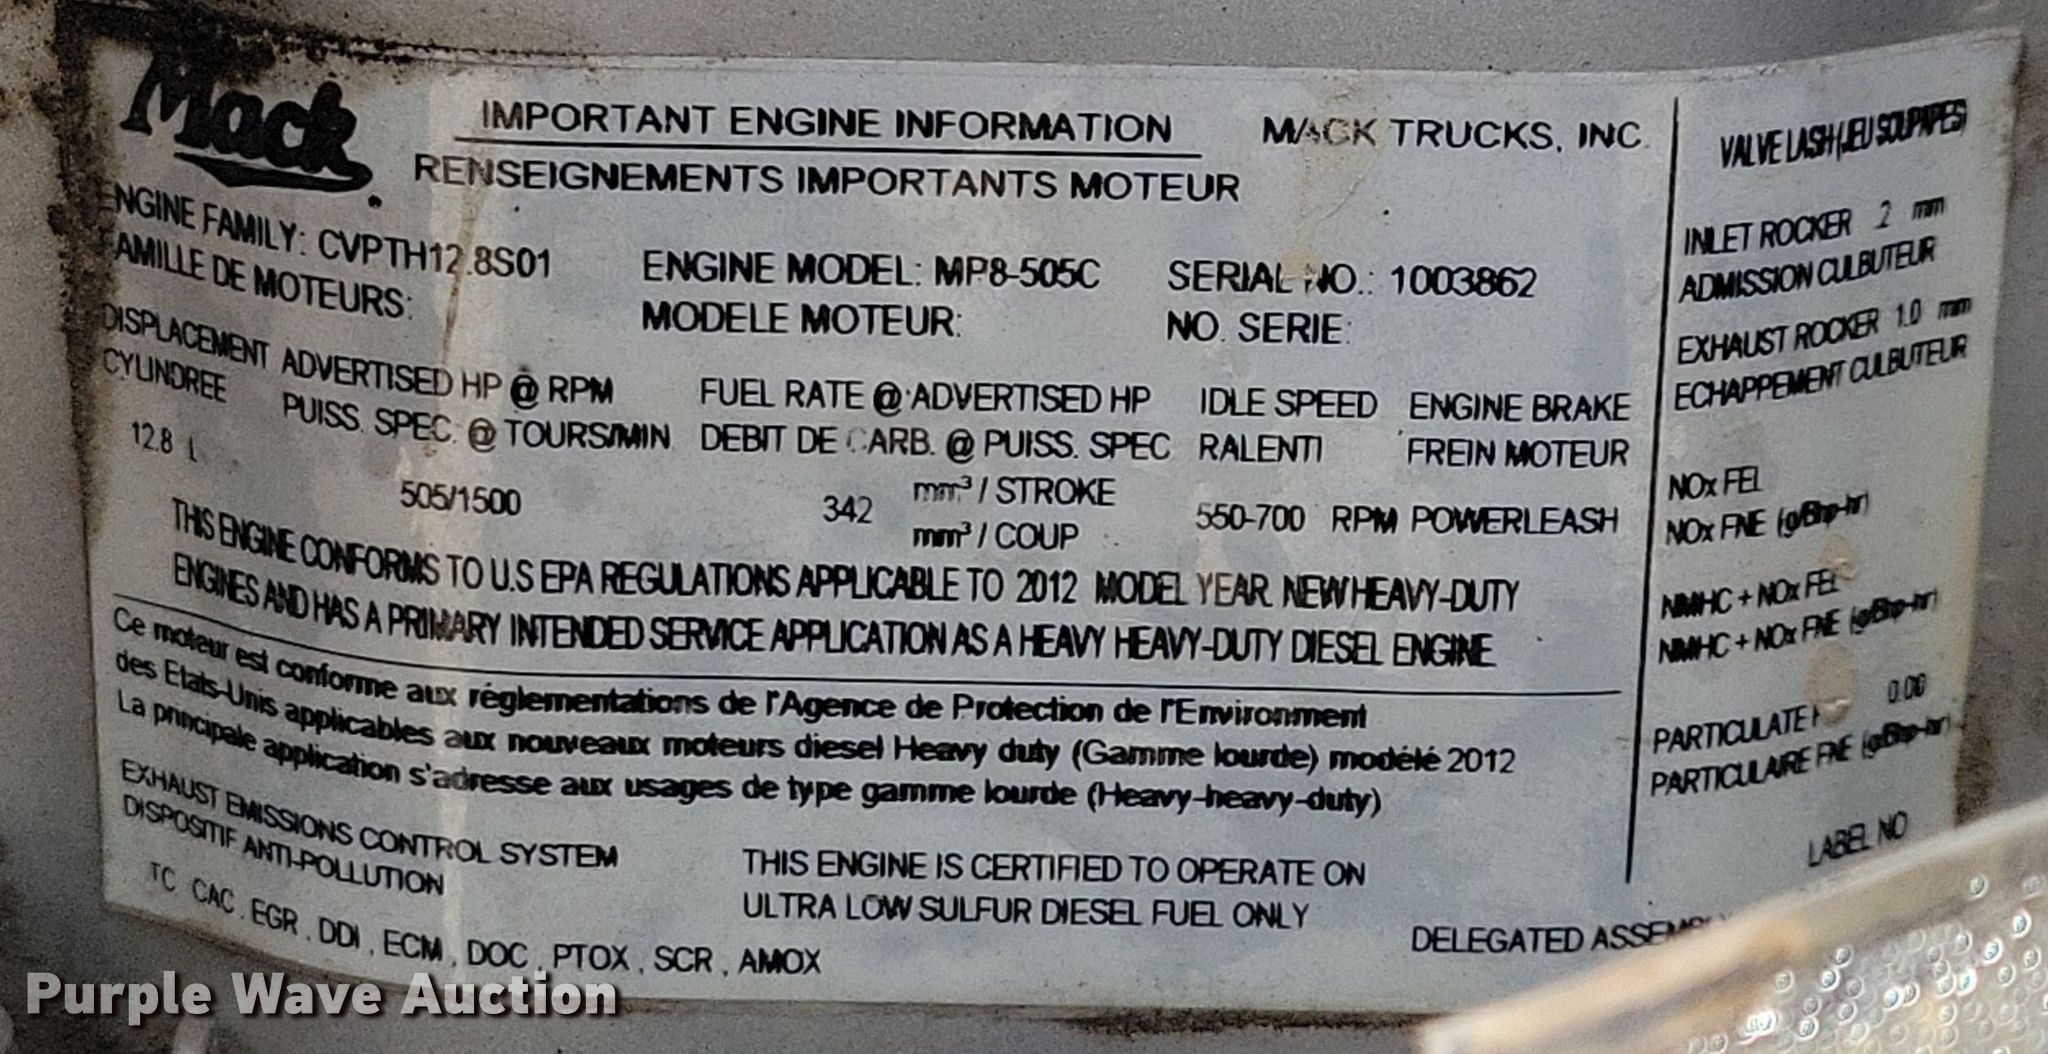 Mack
IMPORTANT ENGINE INFORMATION MACK TRUCKS, INC.
RENSEIGNEMENTS IMPORTANTS MOTEUR
ENGINE FAMILY: CVPTH12.8S01 ENGINE MODEL: MP8-505C SERIAL NO.: 1003862
FAMILLE DE MOTEURS: MODELE MOTEUR: NO. SERIE:
DISPLACEMENT ADVERTISED HP @ RPM FUEL RATE @ ADVERTISED HP IDLE SPEED ENGINE BRAKE
CYLINDREE PUISS. SPEC. @ TOURS/MIN. DEBIT DE CARB. @ PUISS. SPEC RALENTI FREIN MOTEUR
12.8 L 505/1500 342 mm³ / STROKE 550-700 RPM POWERLEASH
mm³ / COUP
THIS ENGINE CONFORMS TO U.S EPA REGULATIONS APPLICABLE TO 2012 MODEL YEAR NEW HEAVY-DUTY
ENGINES AND HAS A PRIMARY INTENDED SERVICE APPLICATION AS A HEAVY HEAVY-DUTY DIESEL ENGINE
Ce moteur est conforme aux réglementations de l'Agence de Protection de l'Environment
des Etats-Unis applicables aux nouveaux moteurs diesel Heavy duty (Gamme lourde) modélé 2012
La principale application s'adresse aux usages de type gamme lourde (Heavy-heavy-duty)
EXHAUST EMISSIONS CONTROL SYSTEM
DISPOSITIF ANTI-POLLUTION
TC CAC, EGR, DDI, ECM, DOC, PTOX, SCR, AMOX
THIS ENGINE IS CERTIFIED TO OPERATE ON
ULTRA LOW SULFUR DIESEL FUEL ONLY
DELEGATED ASSEMBLY
VALVE LASH (JEU SOUPAPES)
INLET ROCKER 2 mm
ADMISSION CULBUTEUR
EXHAUST ROCKER 1.0 mm
ECHAPPEMENT CULBUTEUR
NOx FEL
NOx FNE (g/Bhp-hr)
NMHC + NOx FEL
NMHC + NOx FNE (g/Bhp-hr)
PARTICULATE 0.00
PARTICULAIRE FNE (g/Bhp-hr)
LABEL NO
Purple Wave Auction